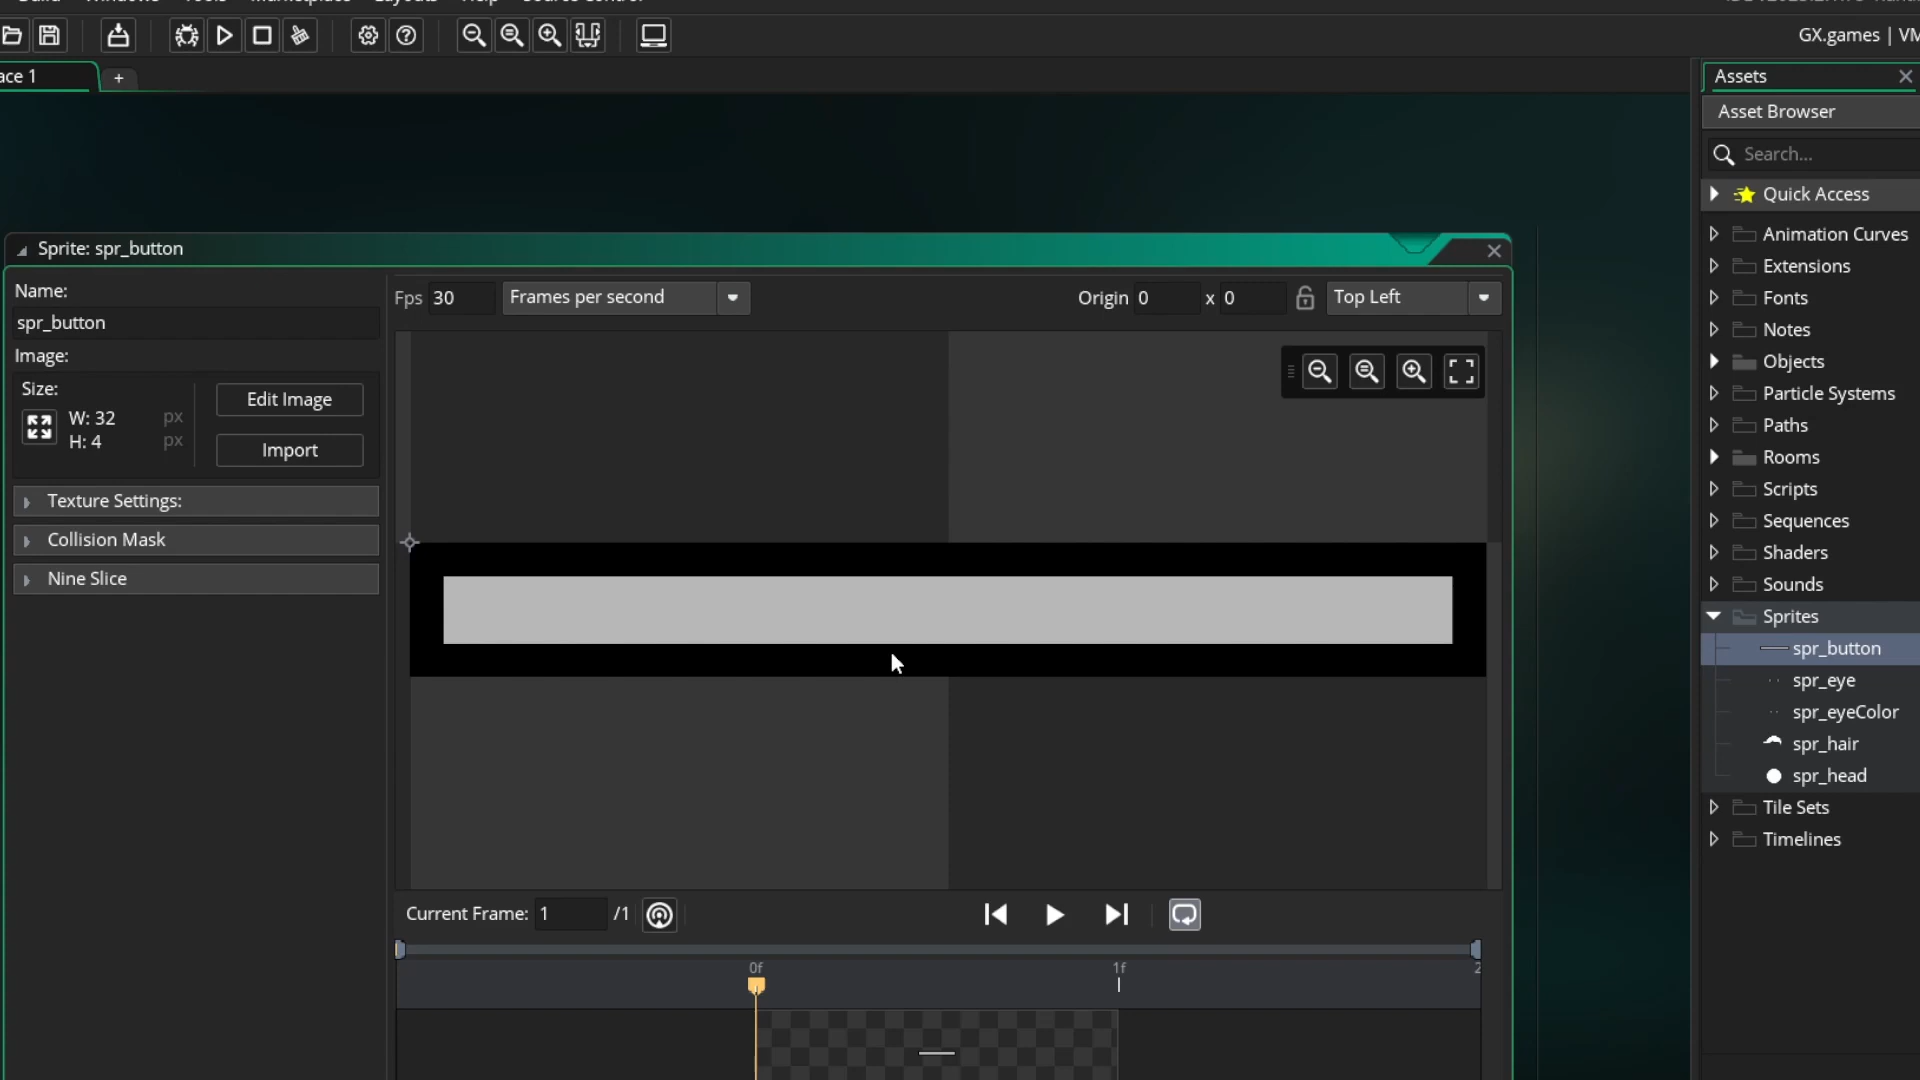 GX.games | VM
ace 1
+
Assets
Asset Browser
Search...
Quick Access
Animation Curves
Extensions
Fonts
Notes
Objects
Particle Systems
Paths
Rooms
Scripts
Sequences
Shaders
Sounds
Sprites
spr_button
spr_eye
spr_eyeColor
spr_hair
spr_head
Tile Sets
Timelines
Sprite: spr_button
Name:
spr_button
Image:
Size:
W: 32 px
H: 4 px
Edit Image
Import
Texture Settings:
Collision Mask
Nine Slice
Fps 30 Frames per second
Origin 0 x 0 Top Left
Current Frame: 1 /1
0f 1f 2